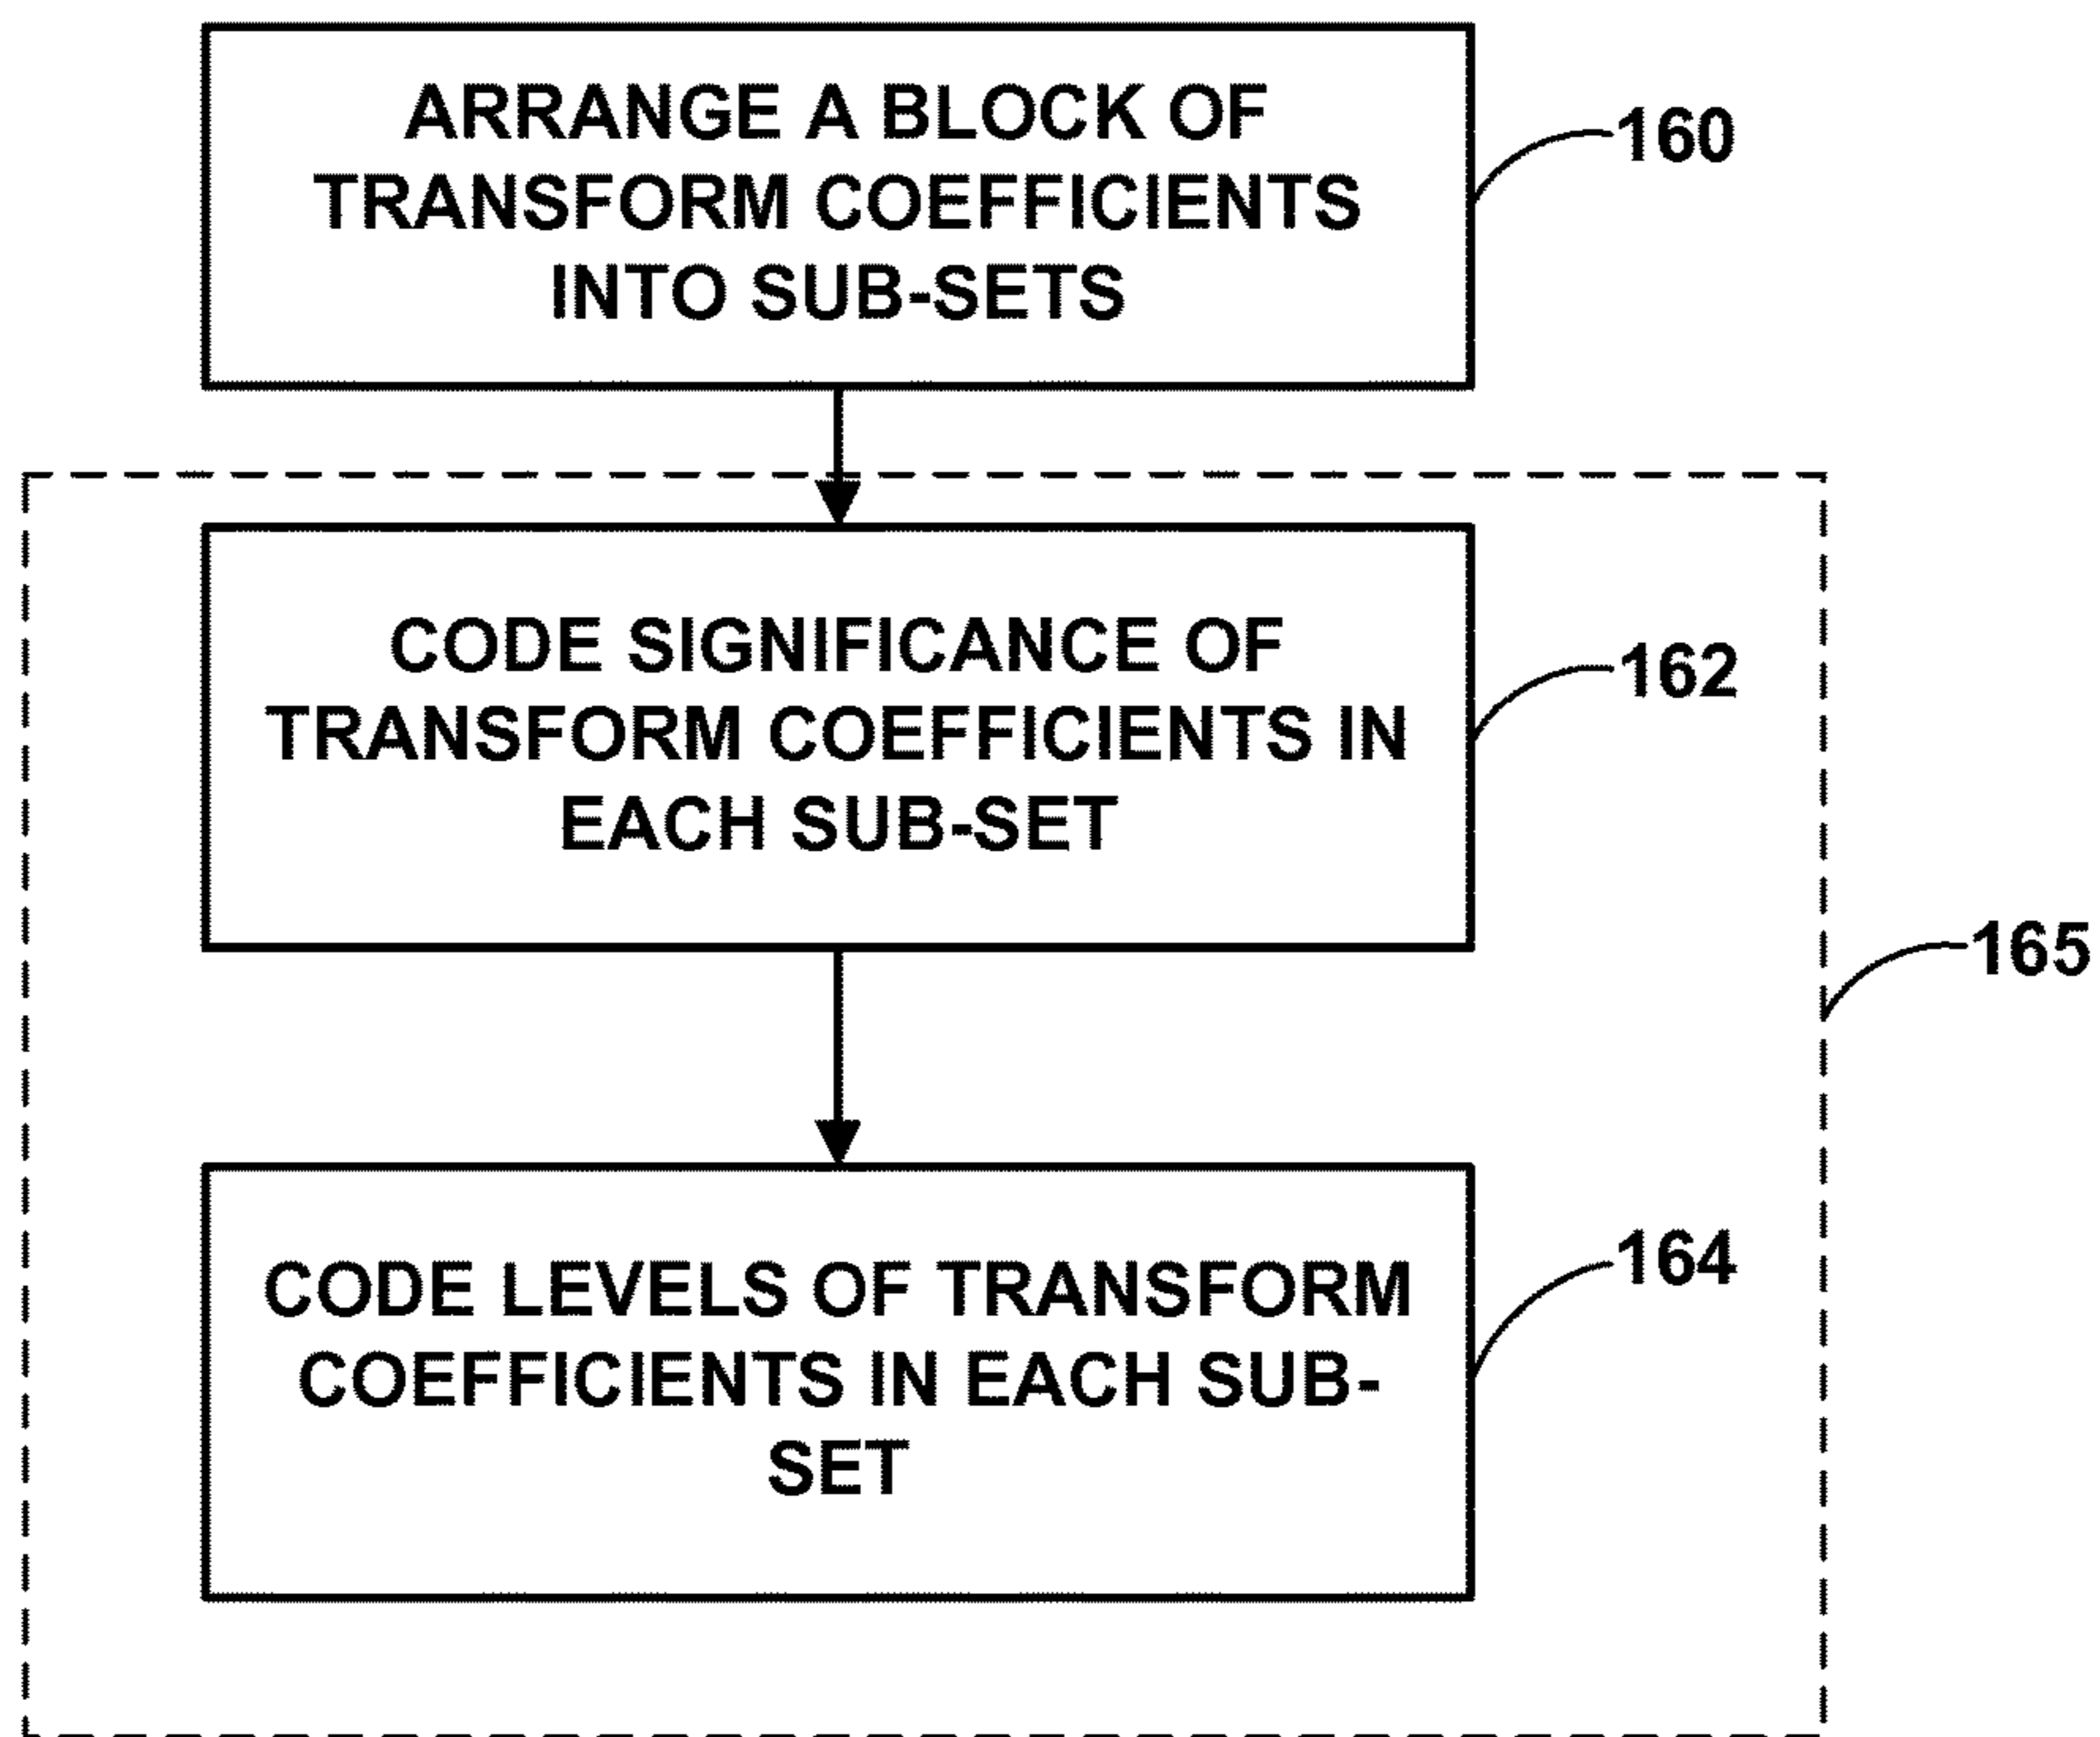 ARRANGE A BLOCK OF
TRANSFORM COEFFICIENTS
INTO SUB-SETS
160
CODE SIGNIFICANCE OF
TRANSFORM COEFFICIENTS IN
EACH SUB-SET
162
165
CODE LEVELS OF TRANSFORM
COEFFICIENTS IN EACH SUB-
SET
164